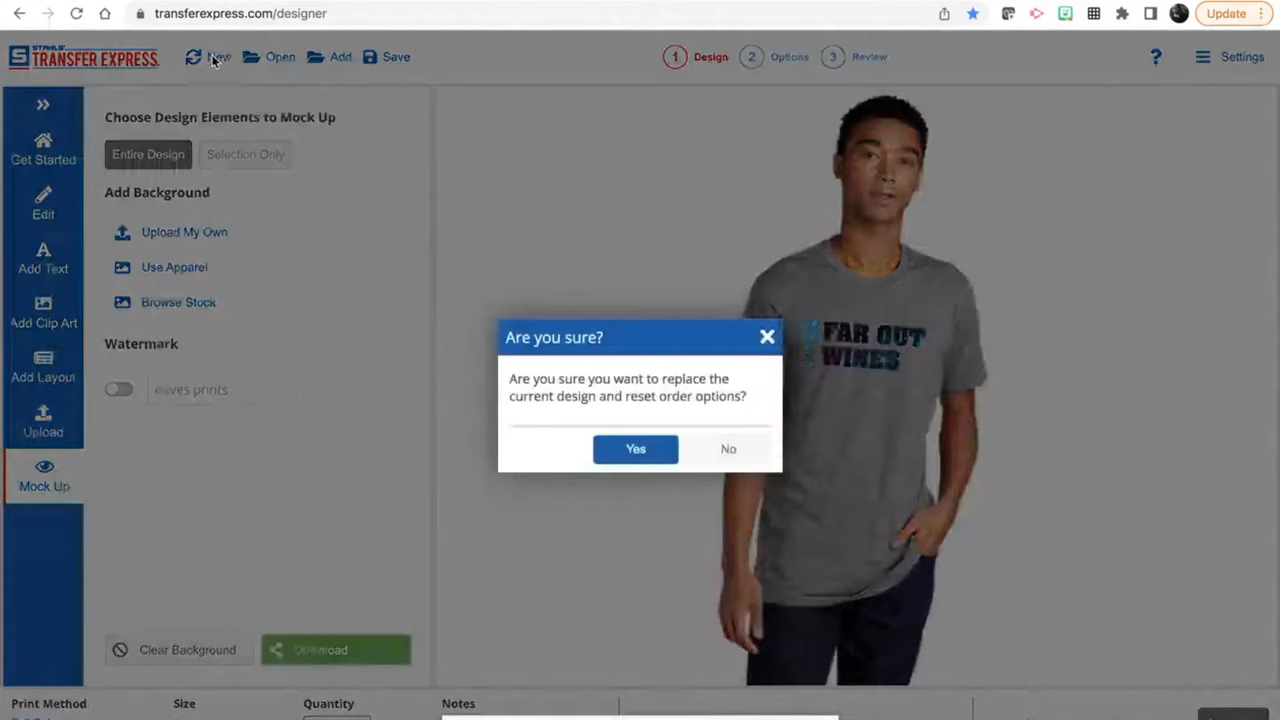 transferexpress.com/designer
Update
STAHLS'
TRANSFER EXPRESS
New
Open
Add
Save
1 Design
2 Options
3 Review
?
Settings
Get Started
Edit
A
Add Text
Add Clip Art
Add Layout
Upload
Mock Up
Choose Design Elements to Mock Up
Entire Design
Selection Only
Add Background
Upload My Own
Use Apparel
Browse Stock
Watermark
eaves prints
Clear Background
Download
FAR OUT
WINES
Are you sure?
Are you sure you want to replace the
current design and reset order options?
Yes
No
Print Method
Size
Quantity
Notes